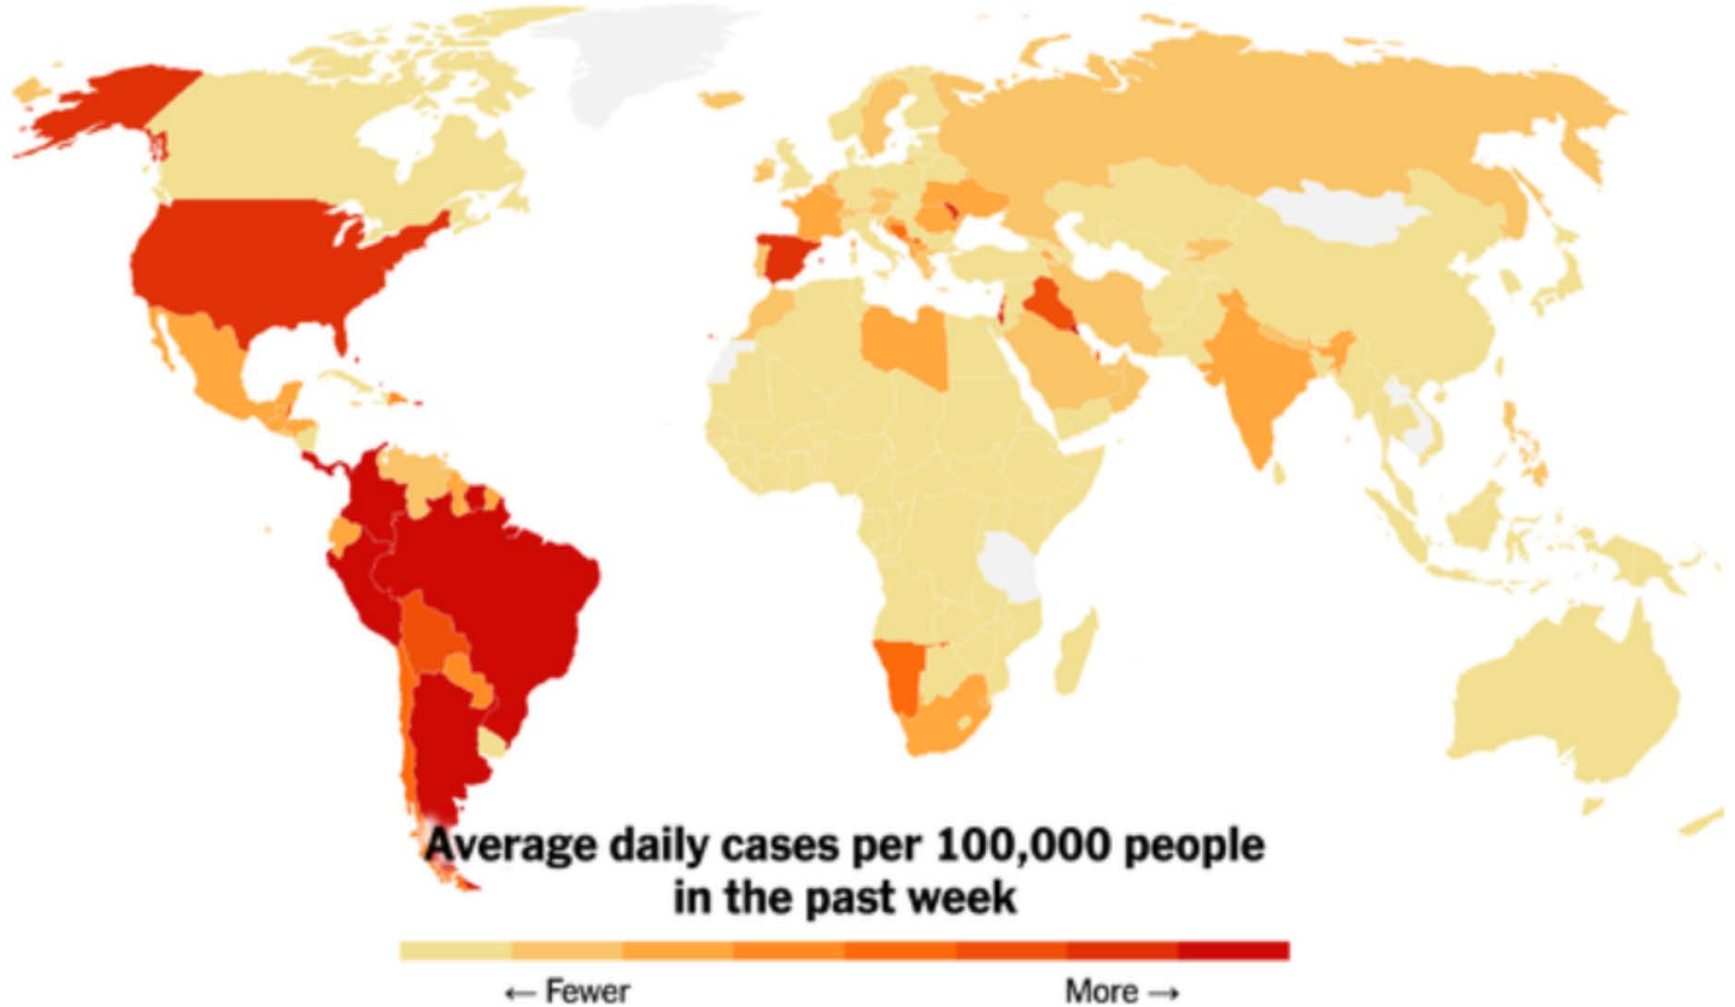 Average daily cases per 100,000 people
in the past week
← Fewer
More →